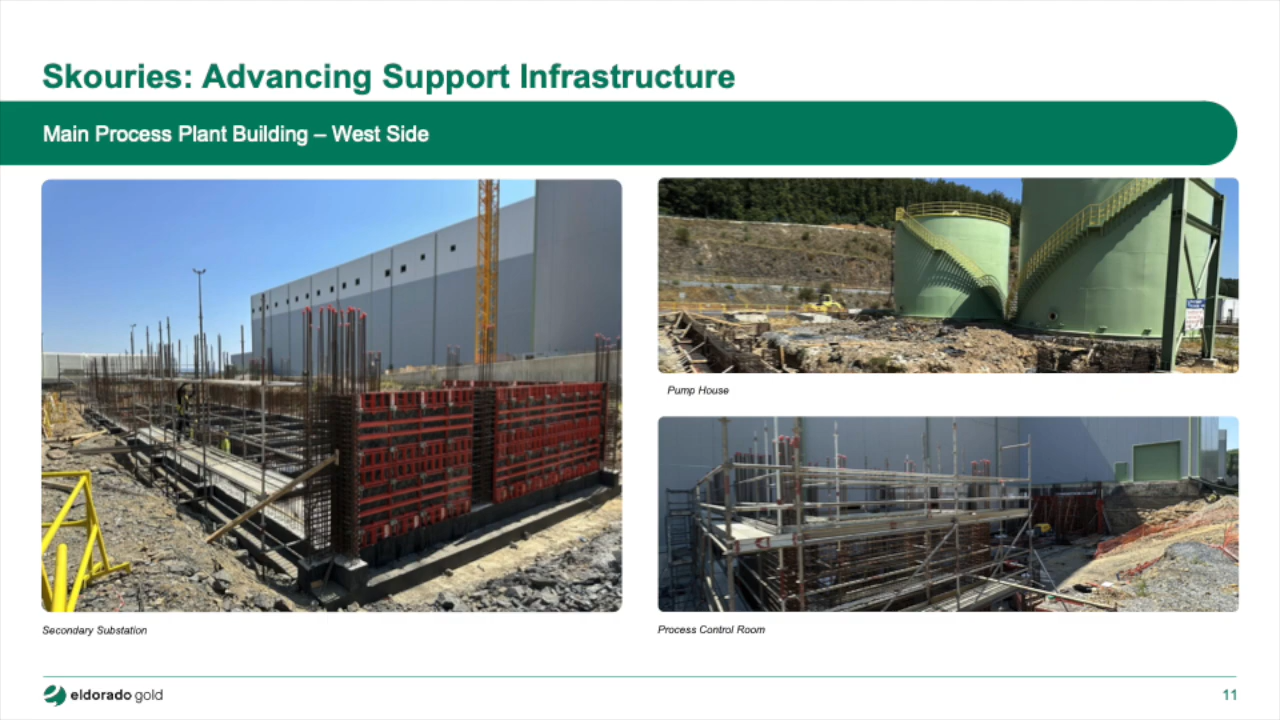 Skouries: Advancing Support Infrastructure
Main Process Plant Building – West Side
Pump House
Secondary Substation
Process Control Room
eldorado gold
11